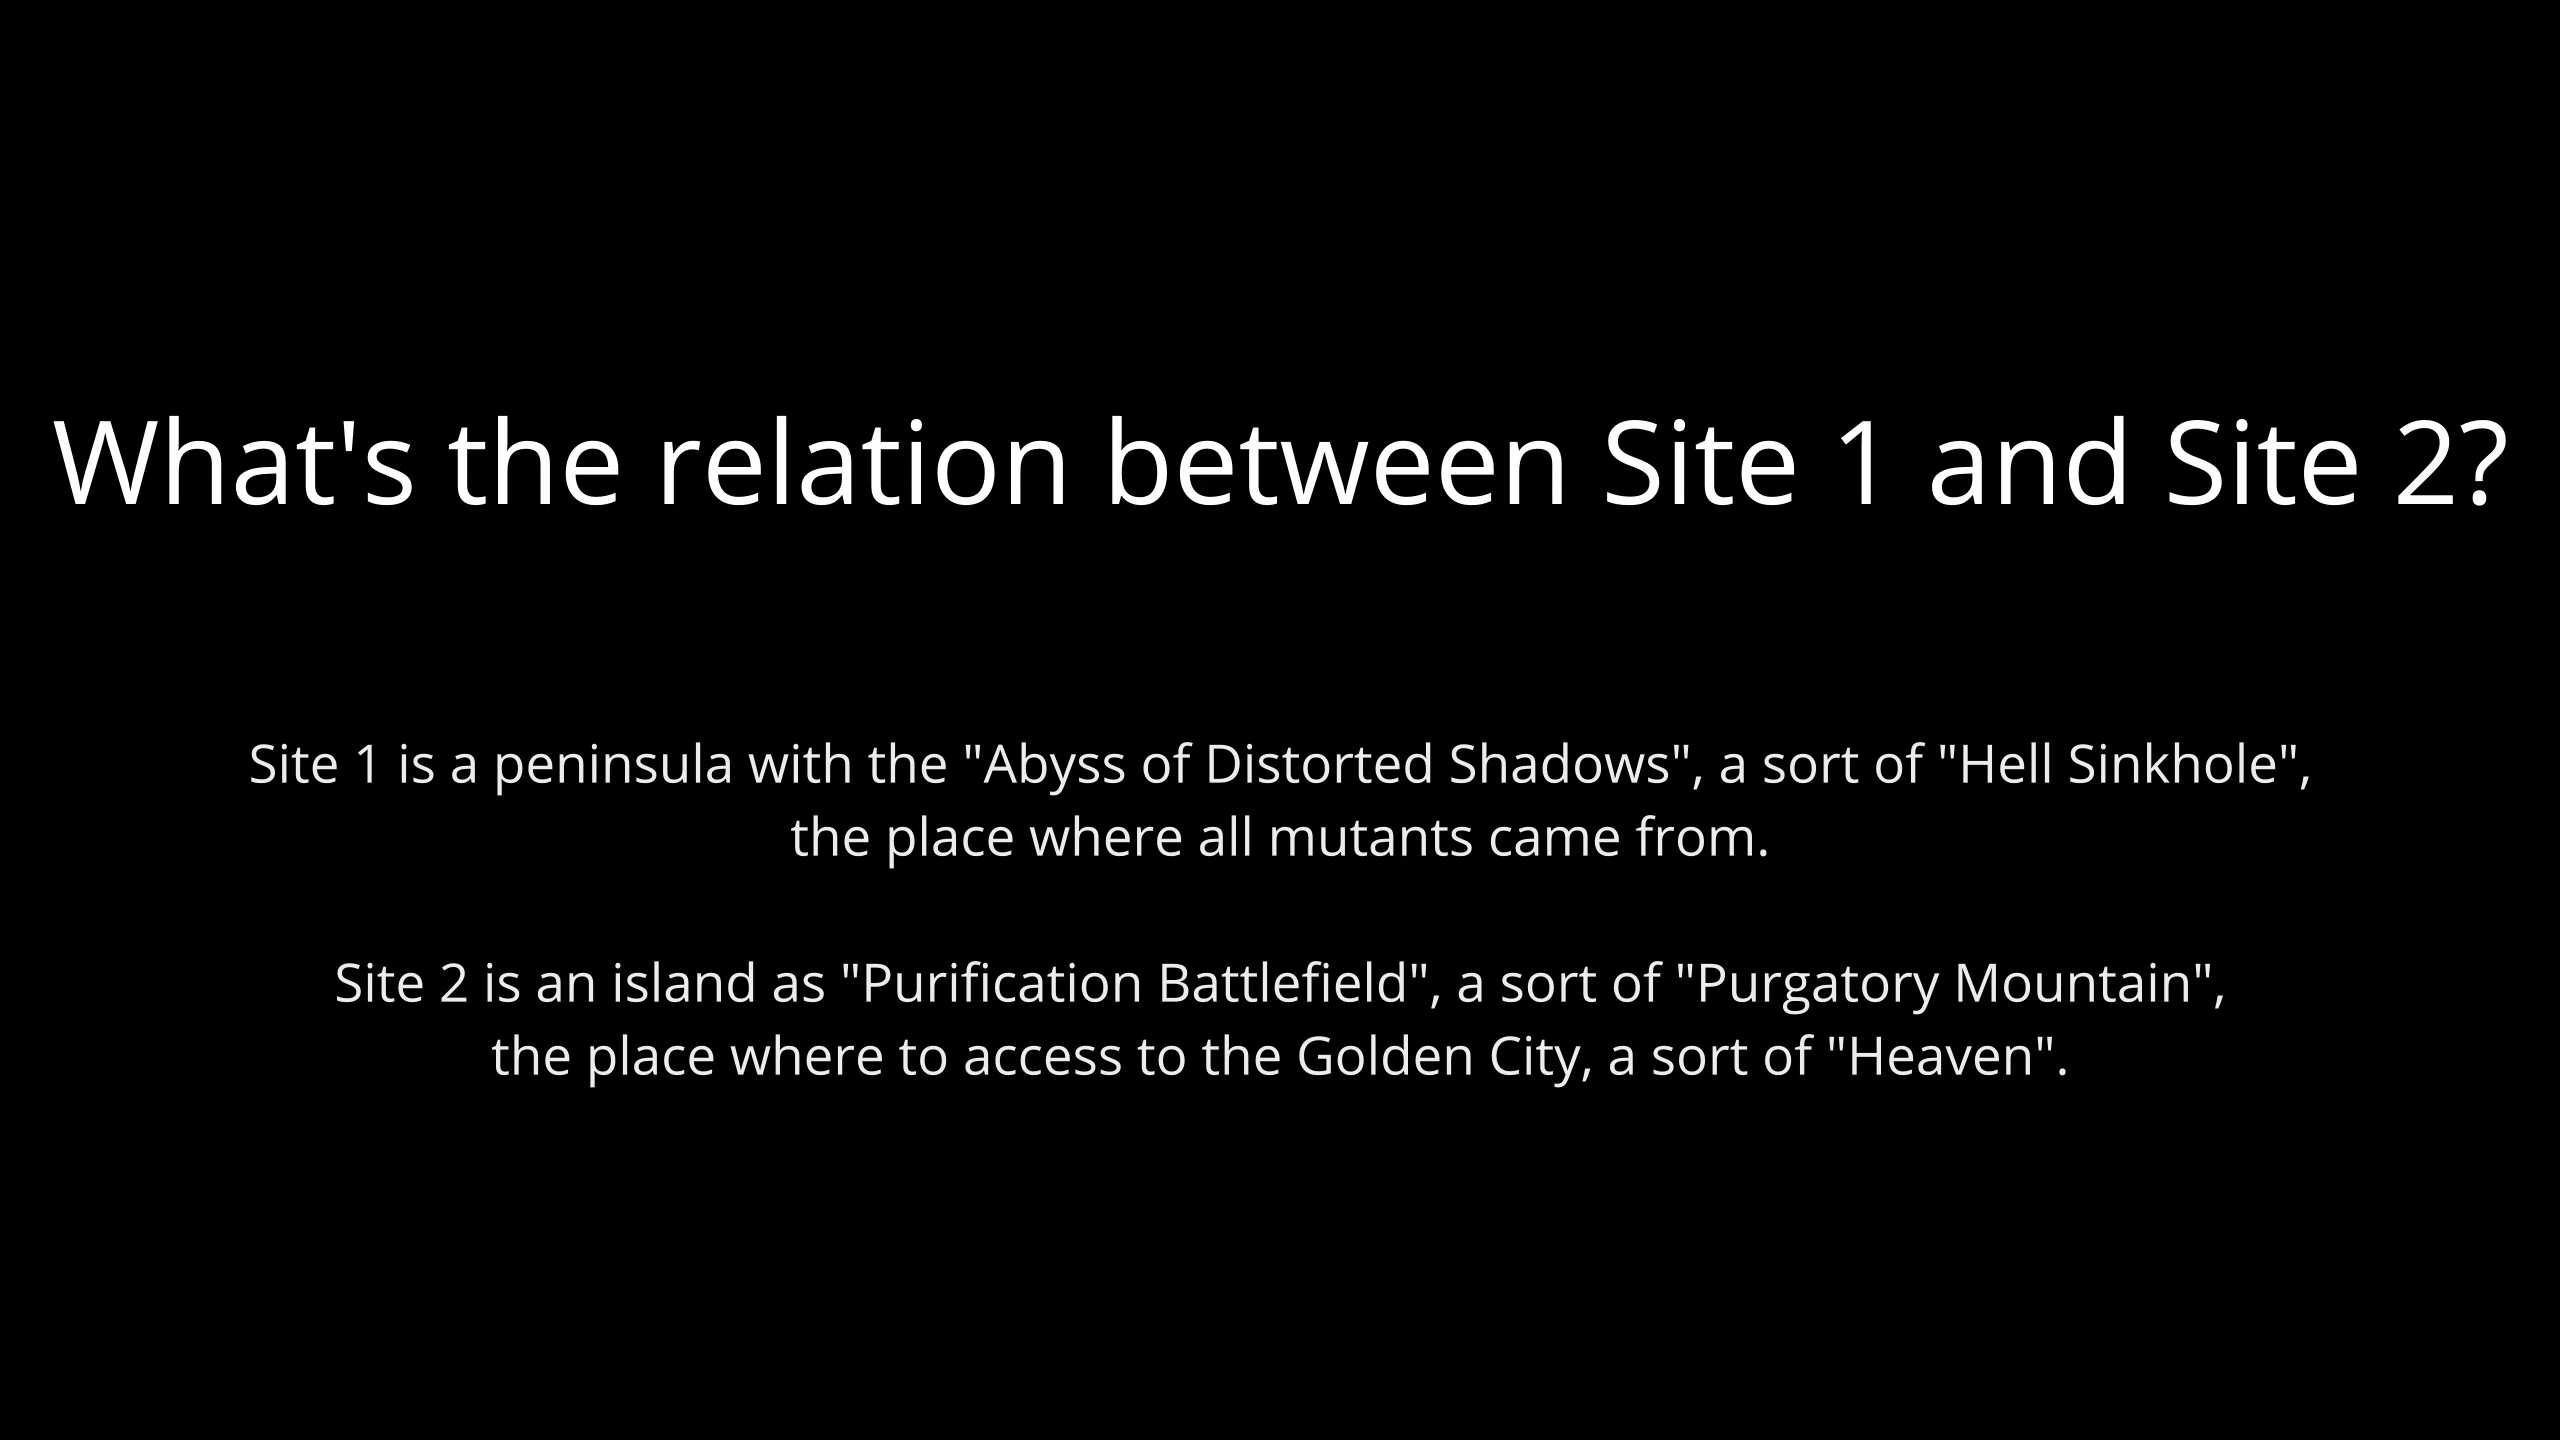 What's the relation between Site 1 and Site 2?
Site 1 is a peninsula with the "Abyss of Distorted Shadows", a sort of "Hell Sinkhole",
the place where all mutants came from.
Site 2 is an island as "Purification Battlefield", a sort of "Purgatory Mountain",
the place where to access to the Golden City, a sort of "Heaven".